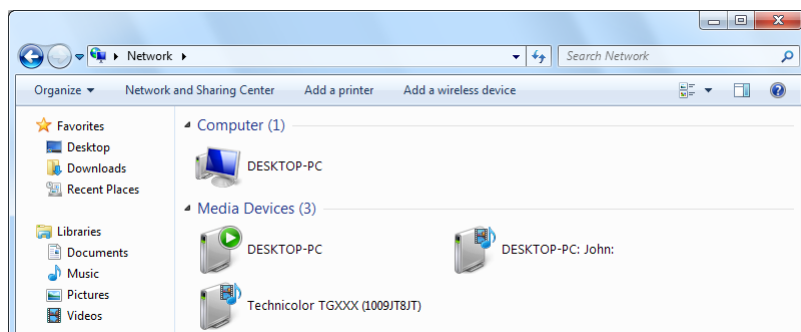 Network
Search Network
Organize Network and Sharing Center Add a printer Add a wireless device
Favorites
Desktop
Downloads
Recent Places
Libraries
Documents
Music
Pictures
Videos
Computer (1)
DESKTOP-PC
Media Devices (3)
DESKTOP-PC
DESKTOP-PC: John:
Technicolor TGXXX (1009JT8JT)